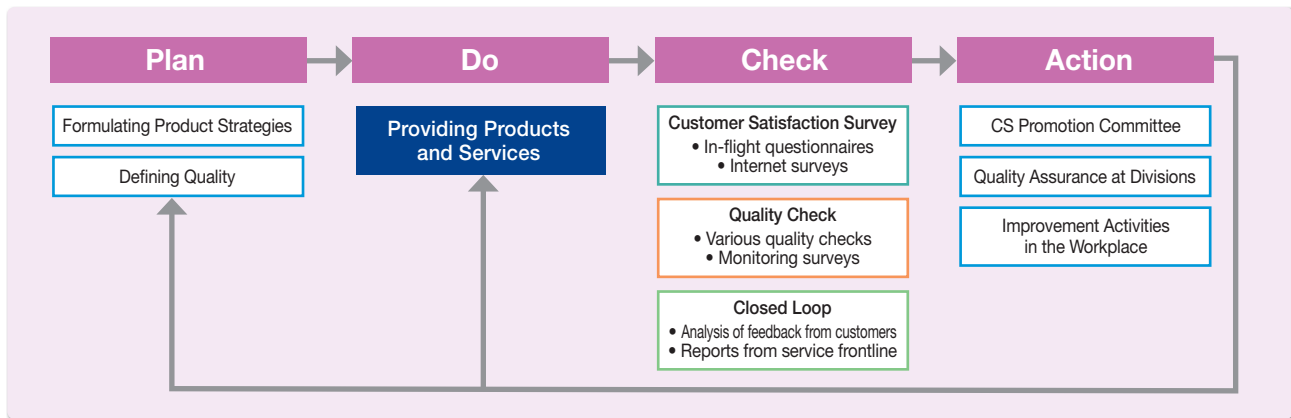 Plan
Do
Check
Action
Formulating Product Strategies
Defining Quality
Providing Products
and Services
Customer Satisfaction Survey
• In-flight questionnaires
• Internet surveys
Quality Check
• Various quality checks
• Monitoring surveys
Closed Loop
• Analysis of feedback from customers
• Reports from service frontline
CS Promotion Committee
Quality Assurance at Divisions
Improvement Activities
in the Workplace